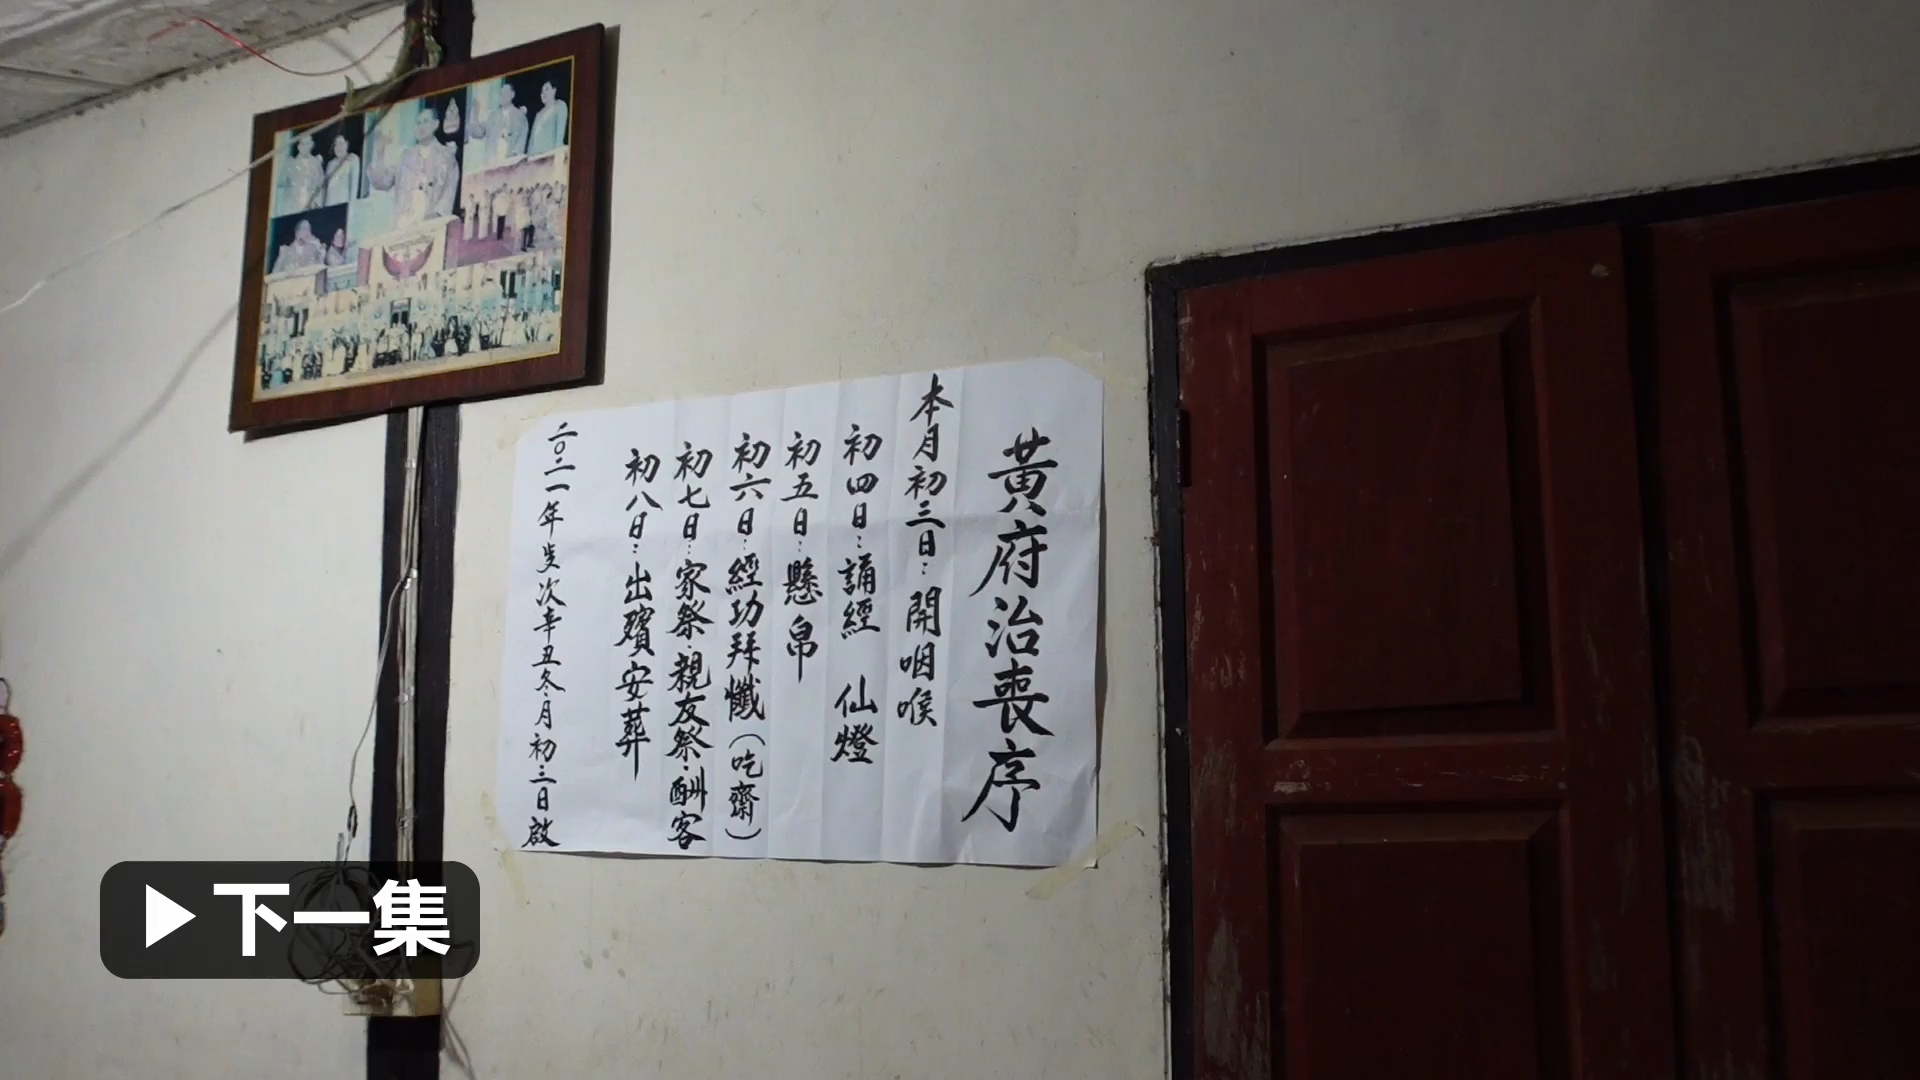 黃府治喪序
本月初三日：開咽喉
初四日：誦經 仙燈
初五日：懸帛
初六日：經功拜懺（吃齋）
初七日：家祭·親友祭·酬客
初八日：出殯安葬
二〇二一年歲次辛丑冬月初三日啟
下一集